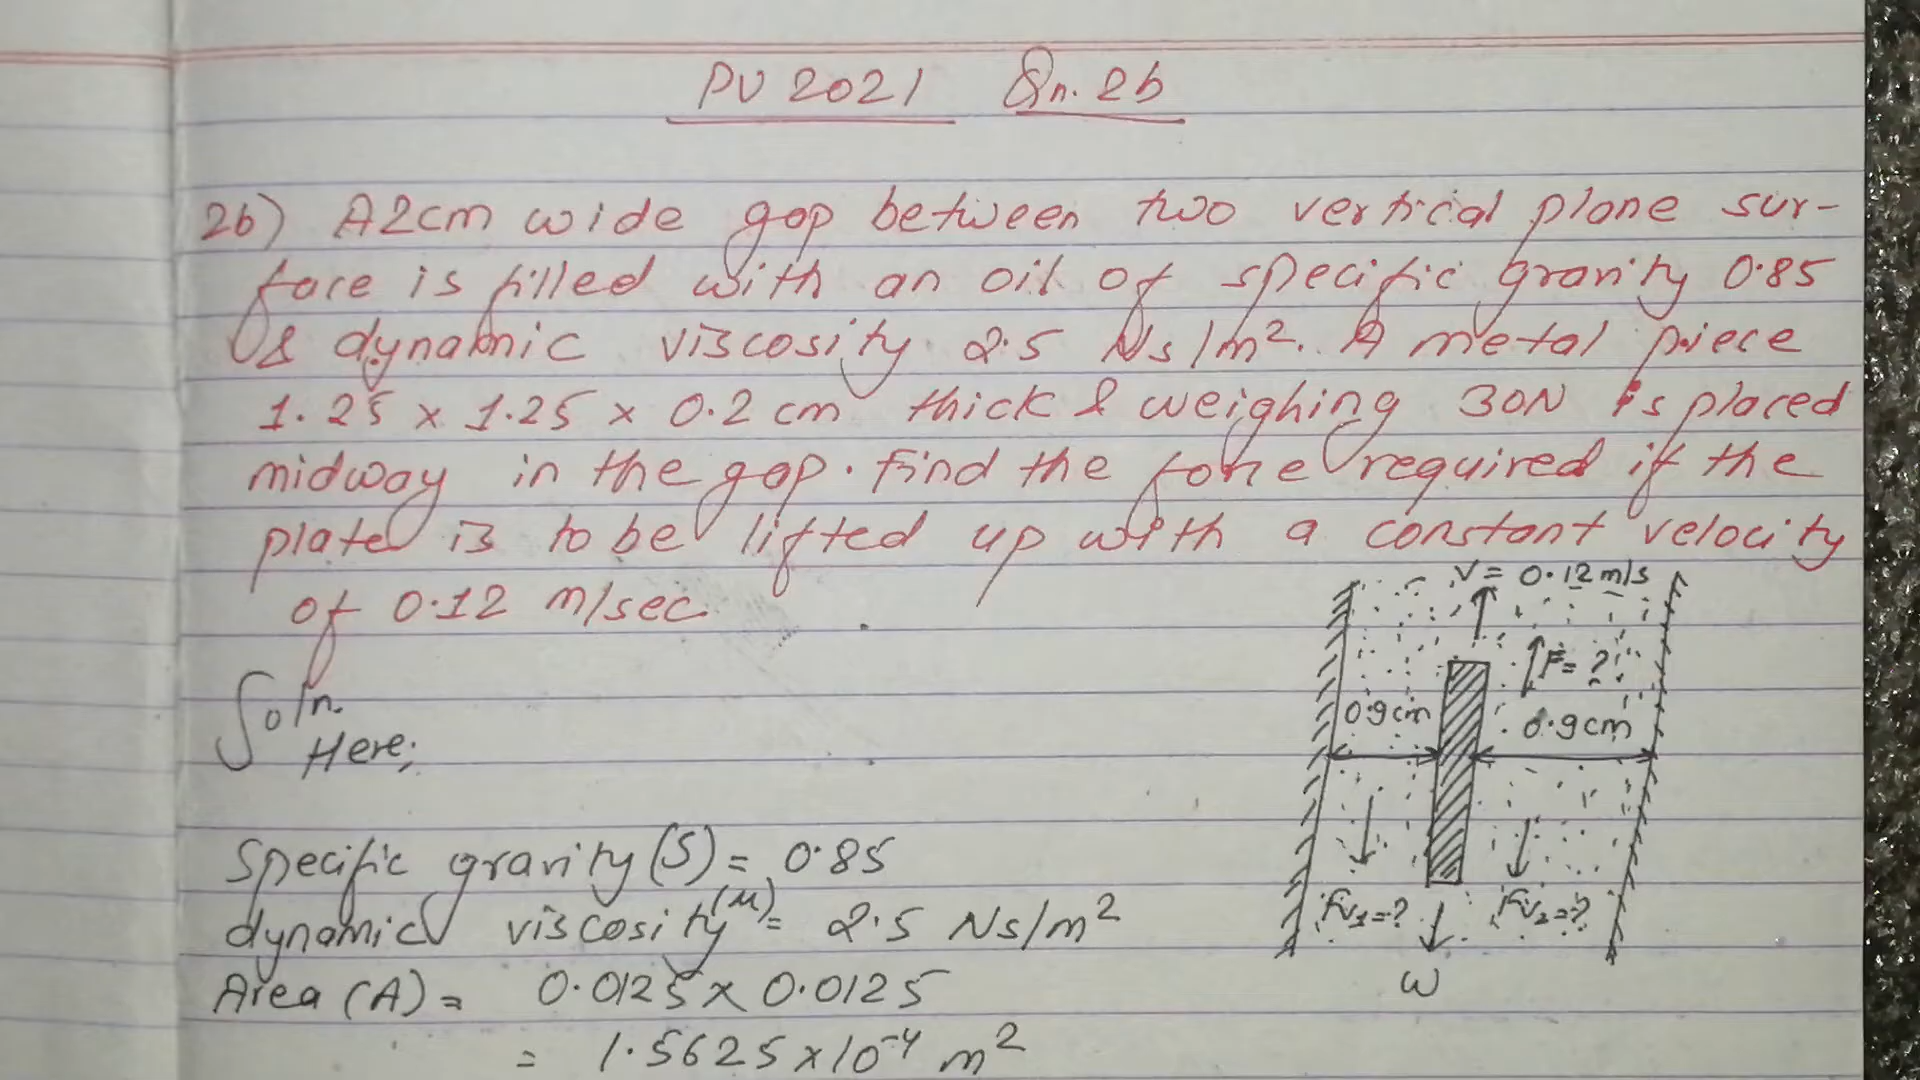 PU 2021 Qn. 2b
2b) A 2cm wide gap between two vertical plane sur-
face is filled with an oil of specific gravity 0.85
& dynamic viscosity 2.5 Ns/m². A metal piece
1.25 x 1.25 x 0.2 cm thick & weighing 30N is placed
midway in the gap. Find the force required if the
plate is to be lifted up with a constant velocity
of 0.12 m/sec
V = 0.12 m/s
F = ?
Soln.
Here;
0.9cm
0.9cm
Specific gravity (S) = 0.85
dynamic viscosity (μ) = 2.5 Ns/m²
Fv₁=?
Fv₂=?
W
Area (A) = 0.0125 x 0.0125
= 1.5625 x 10⁻⁴ m²